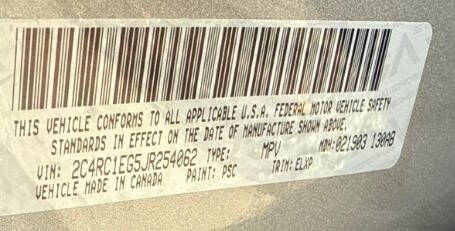 THIS VEHICLE CONFORMS TO ALL APPLICABLE U.S.A. FEDERAL MOTOR VEHICLE SAFETY
STANDARDS IN EFFECT ON THE DATE OF MANUFACTURE SHOWN ABOVE.
VIN: 2C4RC1EG5JR254062 TYPE: MPV MDH:021903 190AB
VEHICLE MADE IN CANADA PAINT: PSC TRIM: ELXP